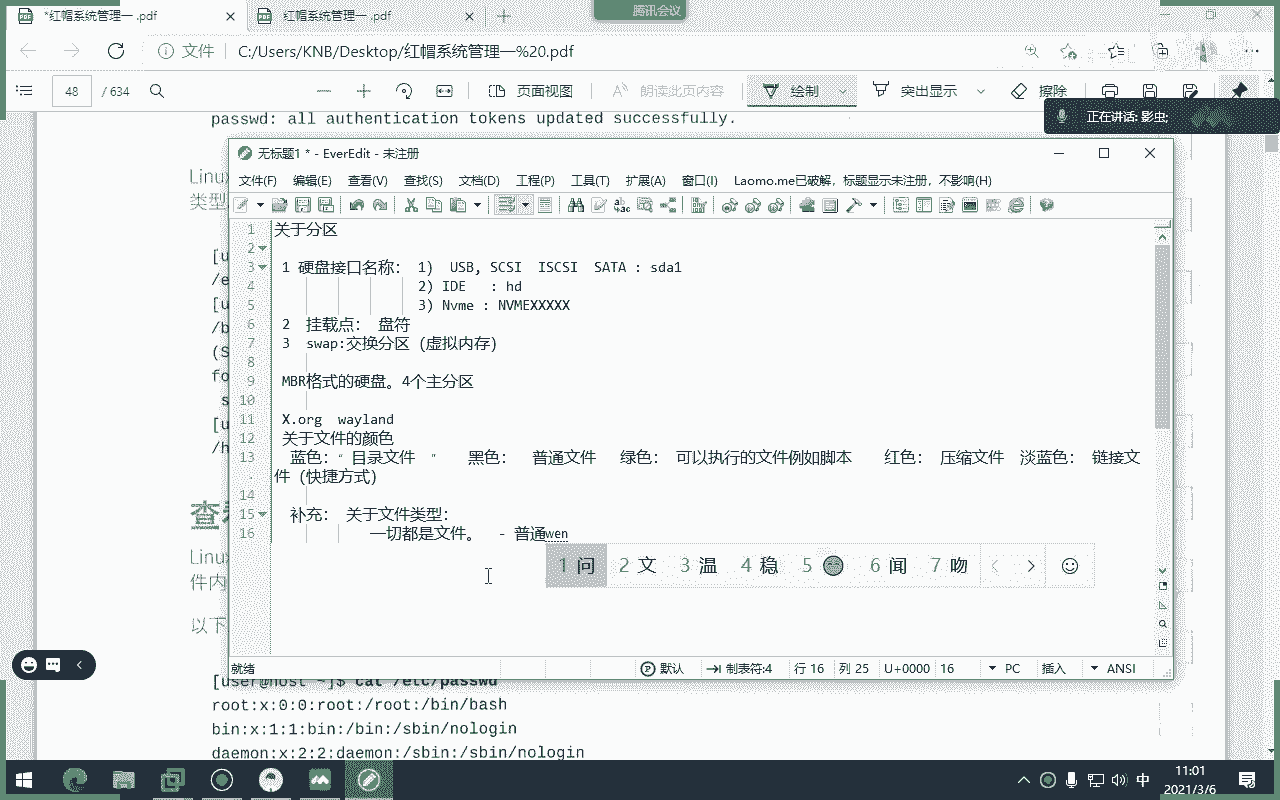 腾讯会议
*红帽系统管理一 .pdf
红帽系统管理一 .pdf
文件
C:/Users/KNB/Desktop/红帽系统管理一%20.pdf
48 / 634
页面视图
朗读此页内容
绘制
突出显示
擦除
正在讲话: 影虫;
passwd: all authentication tokens updated successfully.
Linu
类型
[u
/e
[u
/b
(S
fo
s
[u
/h
查
Linu
件内
以下
无标题1 * - EverEdit - 未注册
文件(F) 编辑(E) 查看(V) 查找(S) 文档(D) 工程(P) 工具(T) 扩展(A) 窗口(I) Laomo.me已破解，标题显示未注册，不影响(H)
1 关于分区
2
3 1 硬盘接口名称: 1) USB, SCSI ISCSI SATA : sda1
4 2) IDE : hd
5 3) Nvme : NVMEXXXXX
6 2 挂载点: 盘符
7 3 swap:交换分区 (虚拟内存)
8
9 MBR格式的硬盘。4个主分区
10
11 X.org wayland
12 关于文件的颜色
13 蓝色:" 目录文件 " 黑色: 普通文件 绿色: 可以执行的文件例如脚本 红色: 压缩文件 淡蓝色: 链接文
件 (快捷方式)
14
15 补充: 关于文件类型:
16 一切都是文件。 - 普通wen
1 问 2 文 3 温 4 稳 5 6 闻 7 吻
就绪
默认
制表符:4
行 16
列 25
U+0000
16
PC
插入
ANSI
[user@host ~]$ cat /etc/passwd
root:x:0:0:root:/root:/bin/bash
bin:x:1:1:bin:/bin:/sbin/nologin
daemon:x:2:2:daemon:/sbin:/sbin/nologin
中
11:01
2021/3/6